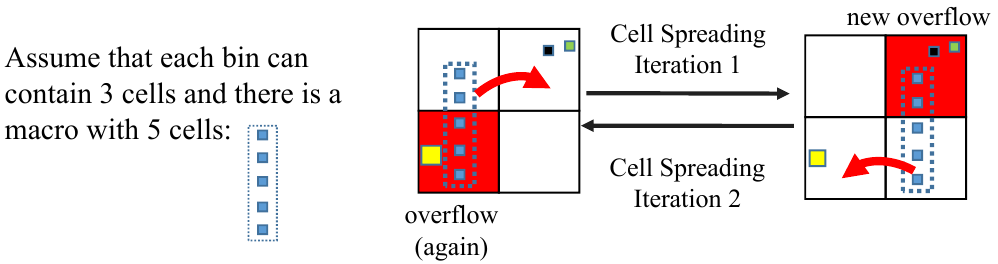 Assume that each bin can
contain 3 cells and there is a
macro with 5 cells:
overflow
(again)
Cell Spreading
Iteration 1
Cell Spreading
Iteration 2
new overflow